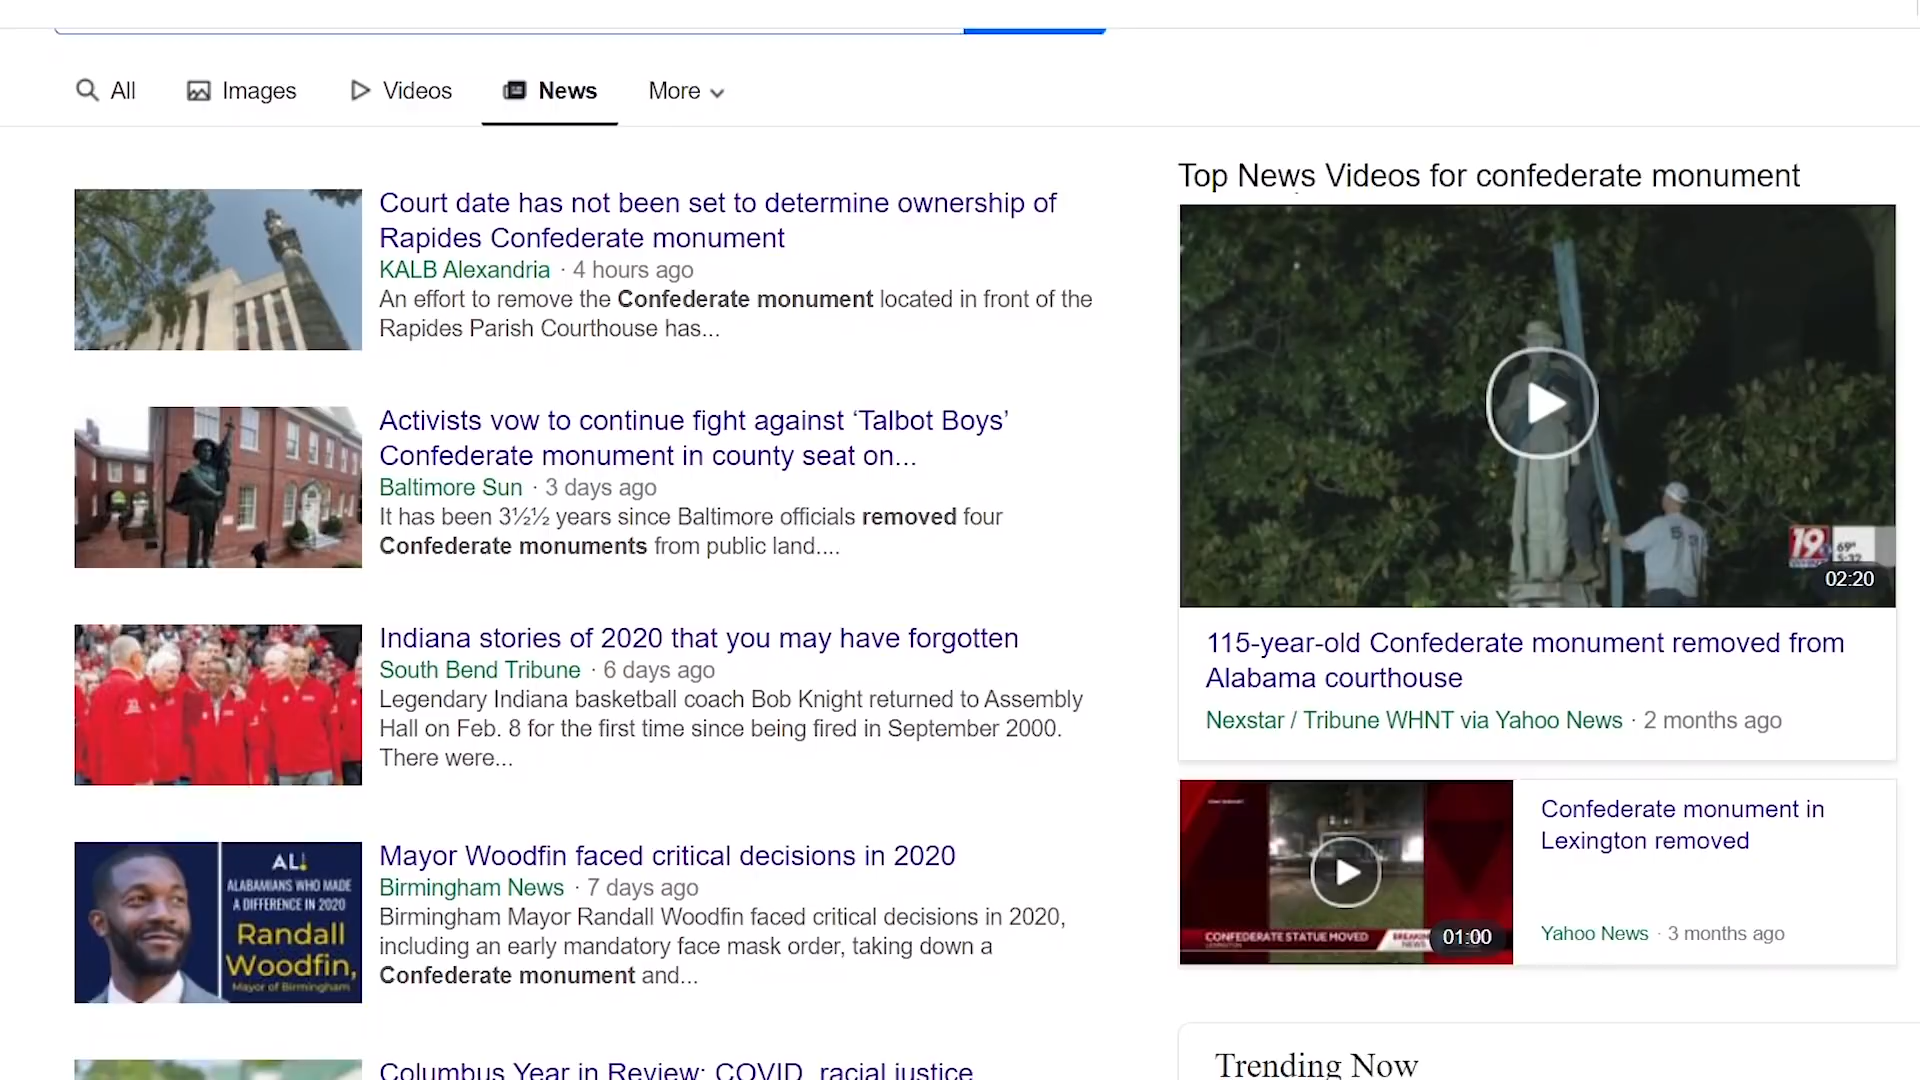 All
Images
Videos
News
More
Court date has not been set to determine ownership of
Rapides Confederate monument
KALB Alexandria · 4 hours ago
An effort to remove the Confederate monument located in front of the
Rapides Parish Courthouse has...
Activists vow to continue fight against ‘Talbot Boys’
Confederate monument in county seat on...
Baltimore Sun · 3 days ago
It has been 3½½ years since Baltimore officials removed four
Confederate monuments from public land....
Indiana stories of 2020 that you may have forgotten
South Bend Tribune · 6 days ago
Legendary Indiana basketball coach Bob Knight returned to Assembly
Hall on Feb. 8 for the first time since being fired in September 2000.
There were...
AL!
ALABAMIANS WHO MADE
A DIFFERENCE IN 2020
Randall
Woodfin,
Mayor of Birmingham
Mayor Woodfin faced critical decisions in 2020
Birmingham News · 7 days ago
Birmingham Mayor Randall Woodfin faced critical decisions in 2020,
including an early mandatory face mask order, taking down a
Confederate monument and...
Columbus Year in Review: COVID, racial justice
Top News Videos for confederate monument
19
69°
5:32
02:20
115-year-old Confederate monument removed from
Alabama courthouse
Nexstar / Tribune WHNT via Yahoo News · 2 months ago
CONFEDERATE STATUE MOVED
LEXINGTON
BREAKING
NEWS
01:00
Confederate monument in
Lexington removed
Yahoo News · 3 months ago
Trending Now